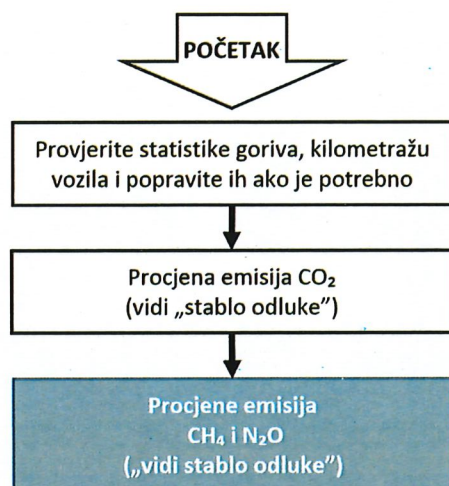 POČETAK
Provjerite statistike goriva, kilometražu
vozila i popravite ih ako je potrebno
Procjena emisija CO₂
(vidi „stablo odluke”)
Procjene emisija
CH₄ i N₂O
(„vidi stablo odluke”)